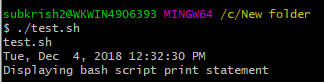 subkrish2@WKWIN4906393 MINGW64 /c/New folder
$ ./test.sh
test.sh
Tue, Dec  4, 2018 12:32:30 PM
Displaying bash script print statement